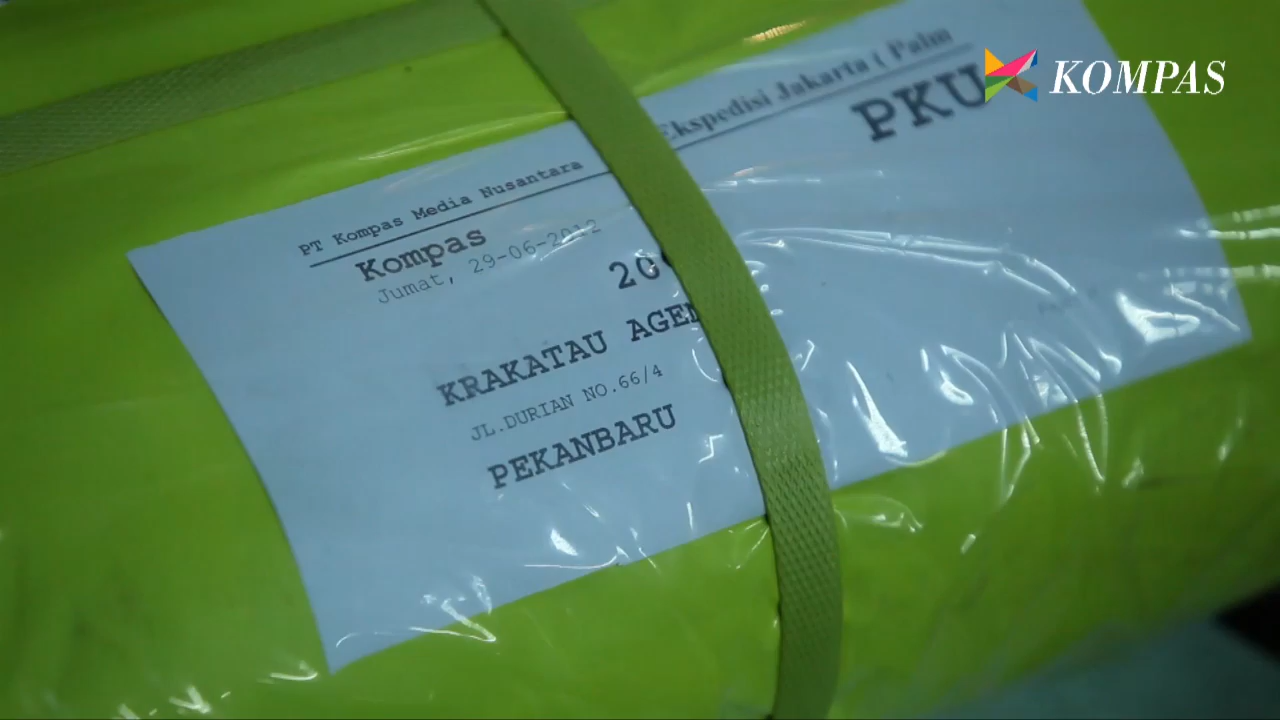 KOMPAS
Ekspedisi Jakarta ( Palm
PKU
PT Kompas Media Nusantara
Kompas
Jumat, 29-06-2012
20
KRAKATAU AGEN
JL.DURIAN NO.66/4
PEKANBARU